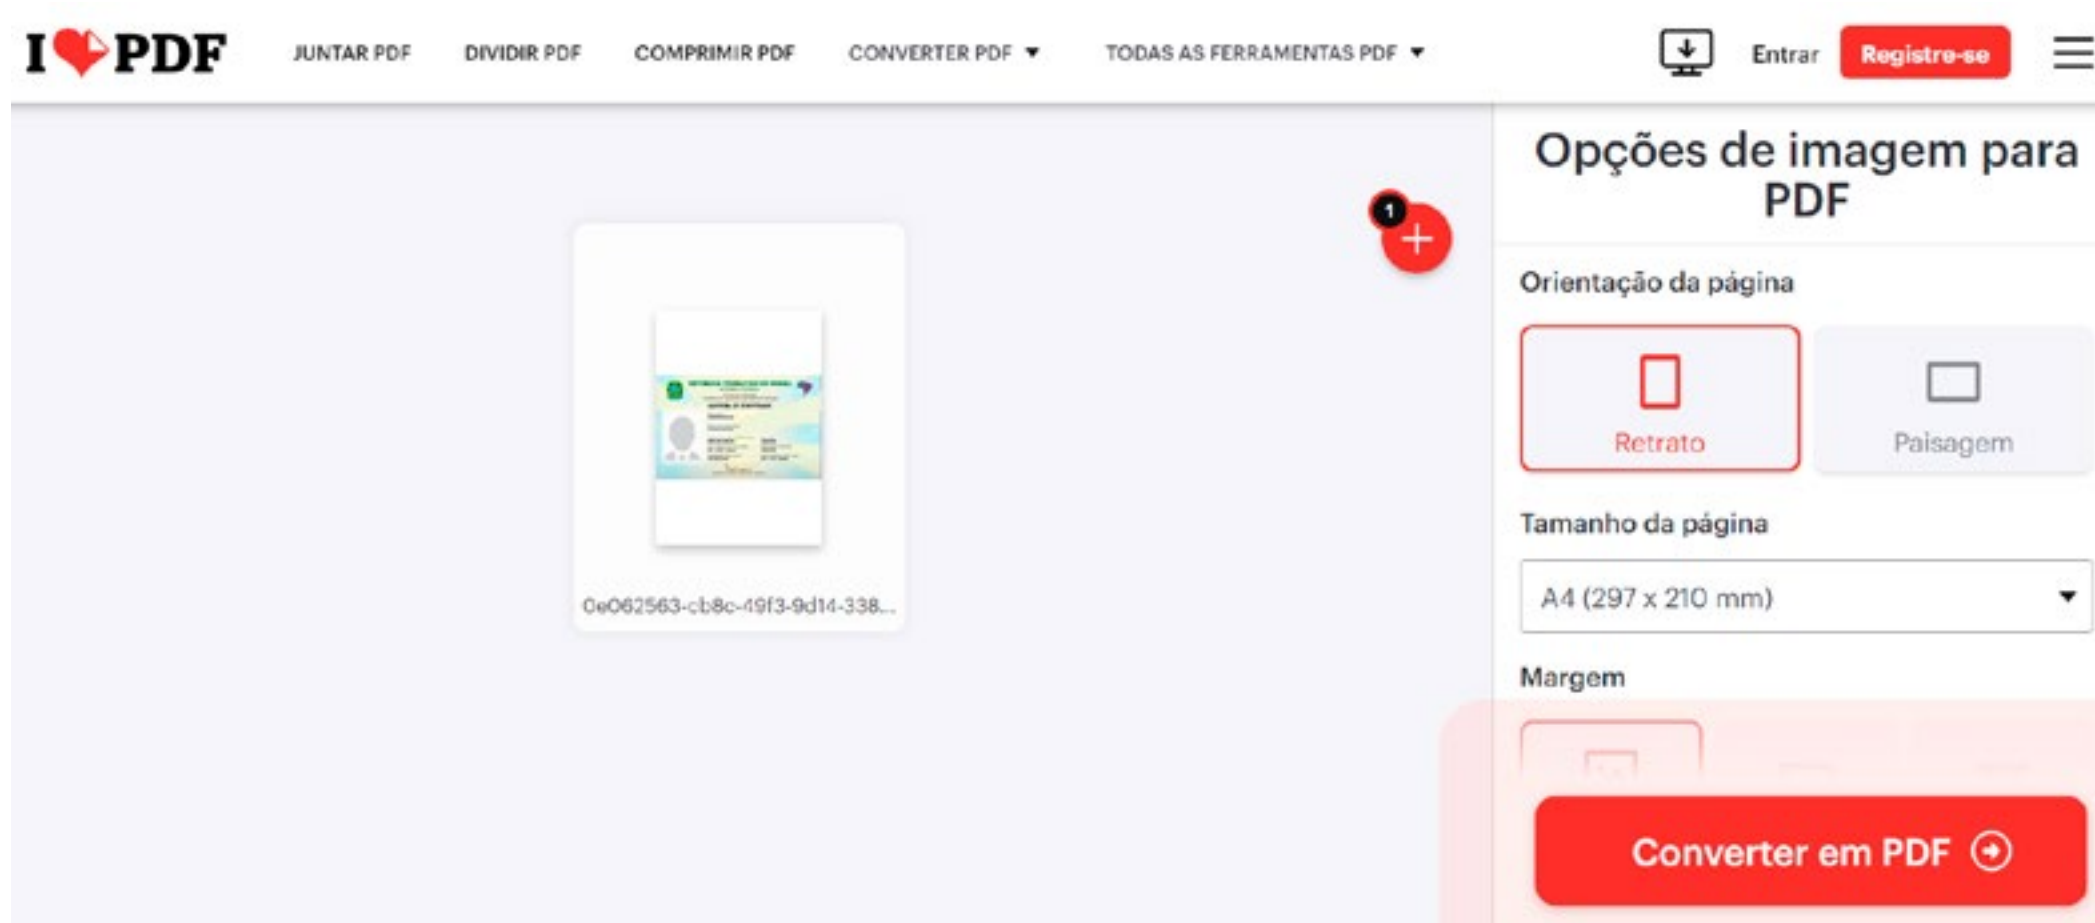 I PDF
JUNTAR PDF
DIVIDIR PDF
COMPRIMIR PDF
CONVERTER PDF
TODAS AS FERRAMENTAS PDF
Entrar
Registre-se
1
0e062563-cb8c-49f3-9d14-338...
Opções de imagem para
PDF
Orientação da página
Retrato
Paisagem
Tamanho da página
A4 (297 x 210 mm)
Margem
Converter em PDF